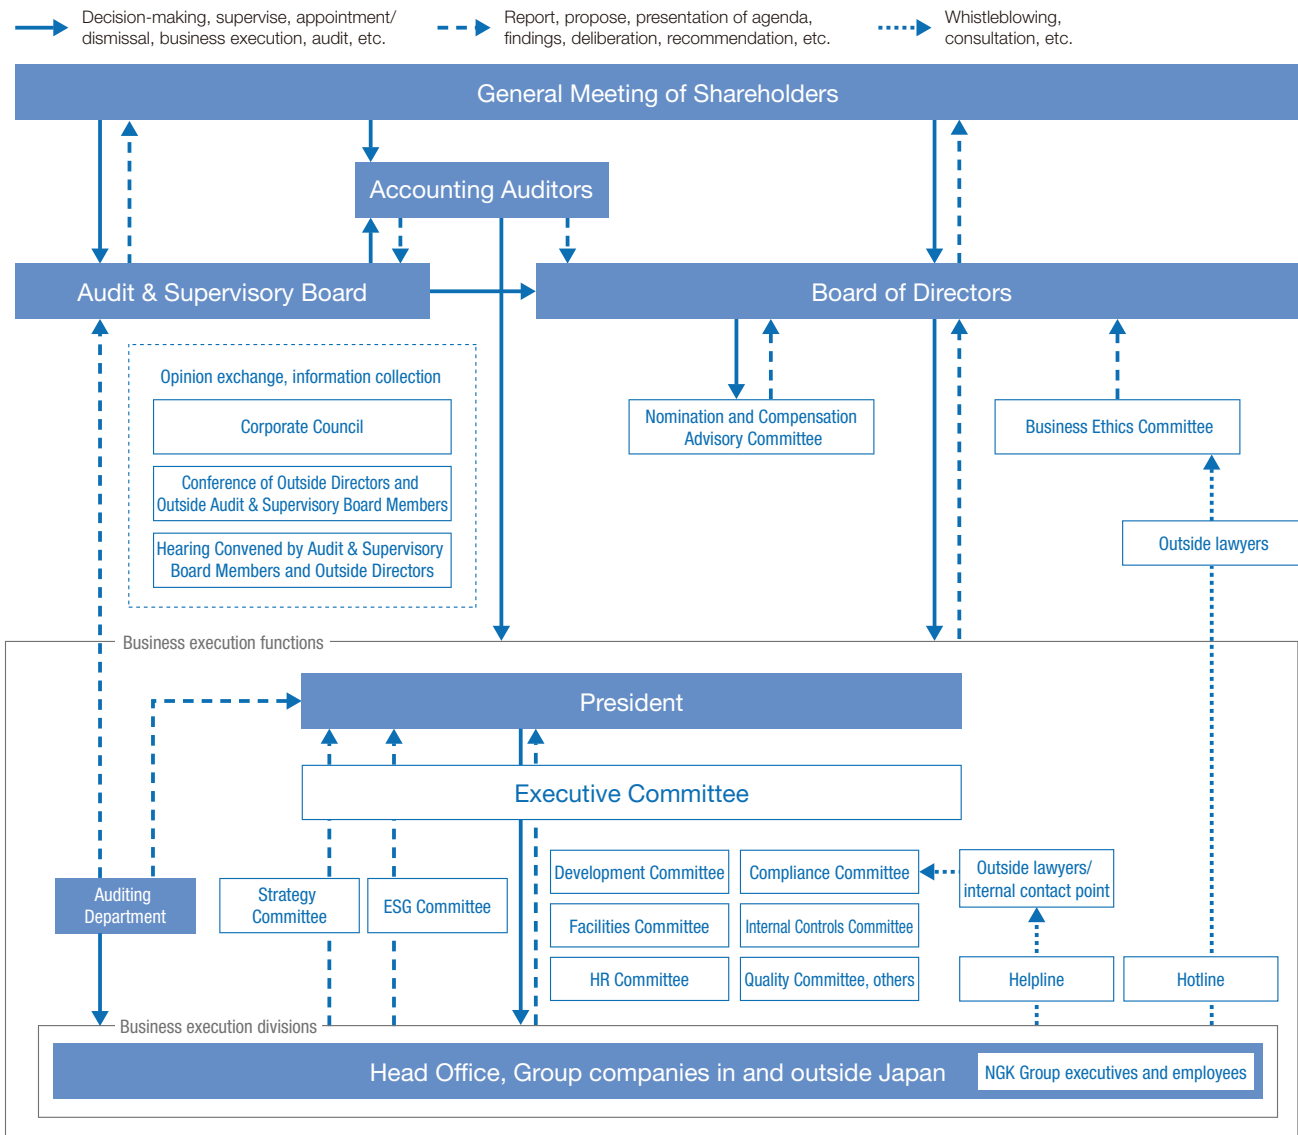 Decision-making, supervise, appointment/
dismissal, business execution, audit, etc.
Report, propose, presentation of agenda,
findings, deliberation, recommendation, etc.
Whistleblowing,
consultation, etc.
General Meeting of Shareholders
Accounting Auditors
Audit & Supervisory Board
Board of Directors
Opinion exchange, information collection
Corporate Council
Conference of Outside Directors and
Outside Audit & Supervisory Board Members
Hearing Convened by Audit & Supervisory
Board Members and Outside Directors
Nomination and Compensation
Advisory Committee
Business Ethics Committee
Outside lawyers
Business execution functions
President
Executive Committee
Auditing
Department
Strategy
Committee
ESG Committee
Development Committee
Compliance Committee
Outside lawyers/
internal contact point
Facilities Committee
Internal Controls Committee
HR Committee
Quality Committee, others
Helpline
Hotline
Business execution divisions
Head Office, Group companies in and outside Japan
NGK Group executives and employees